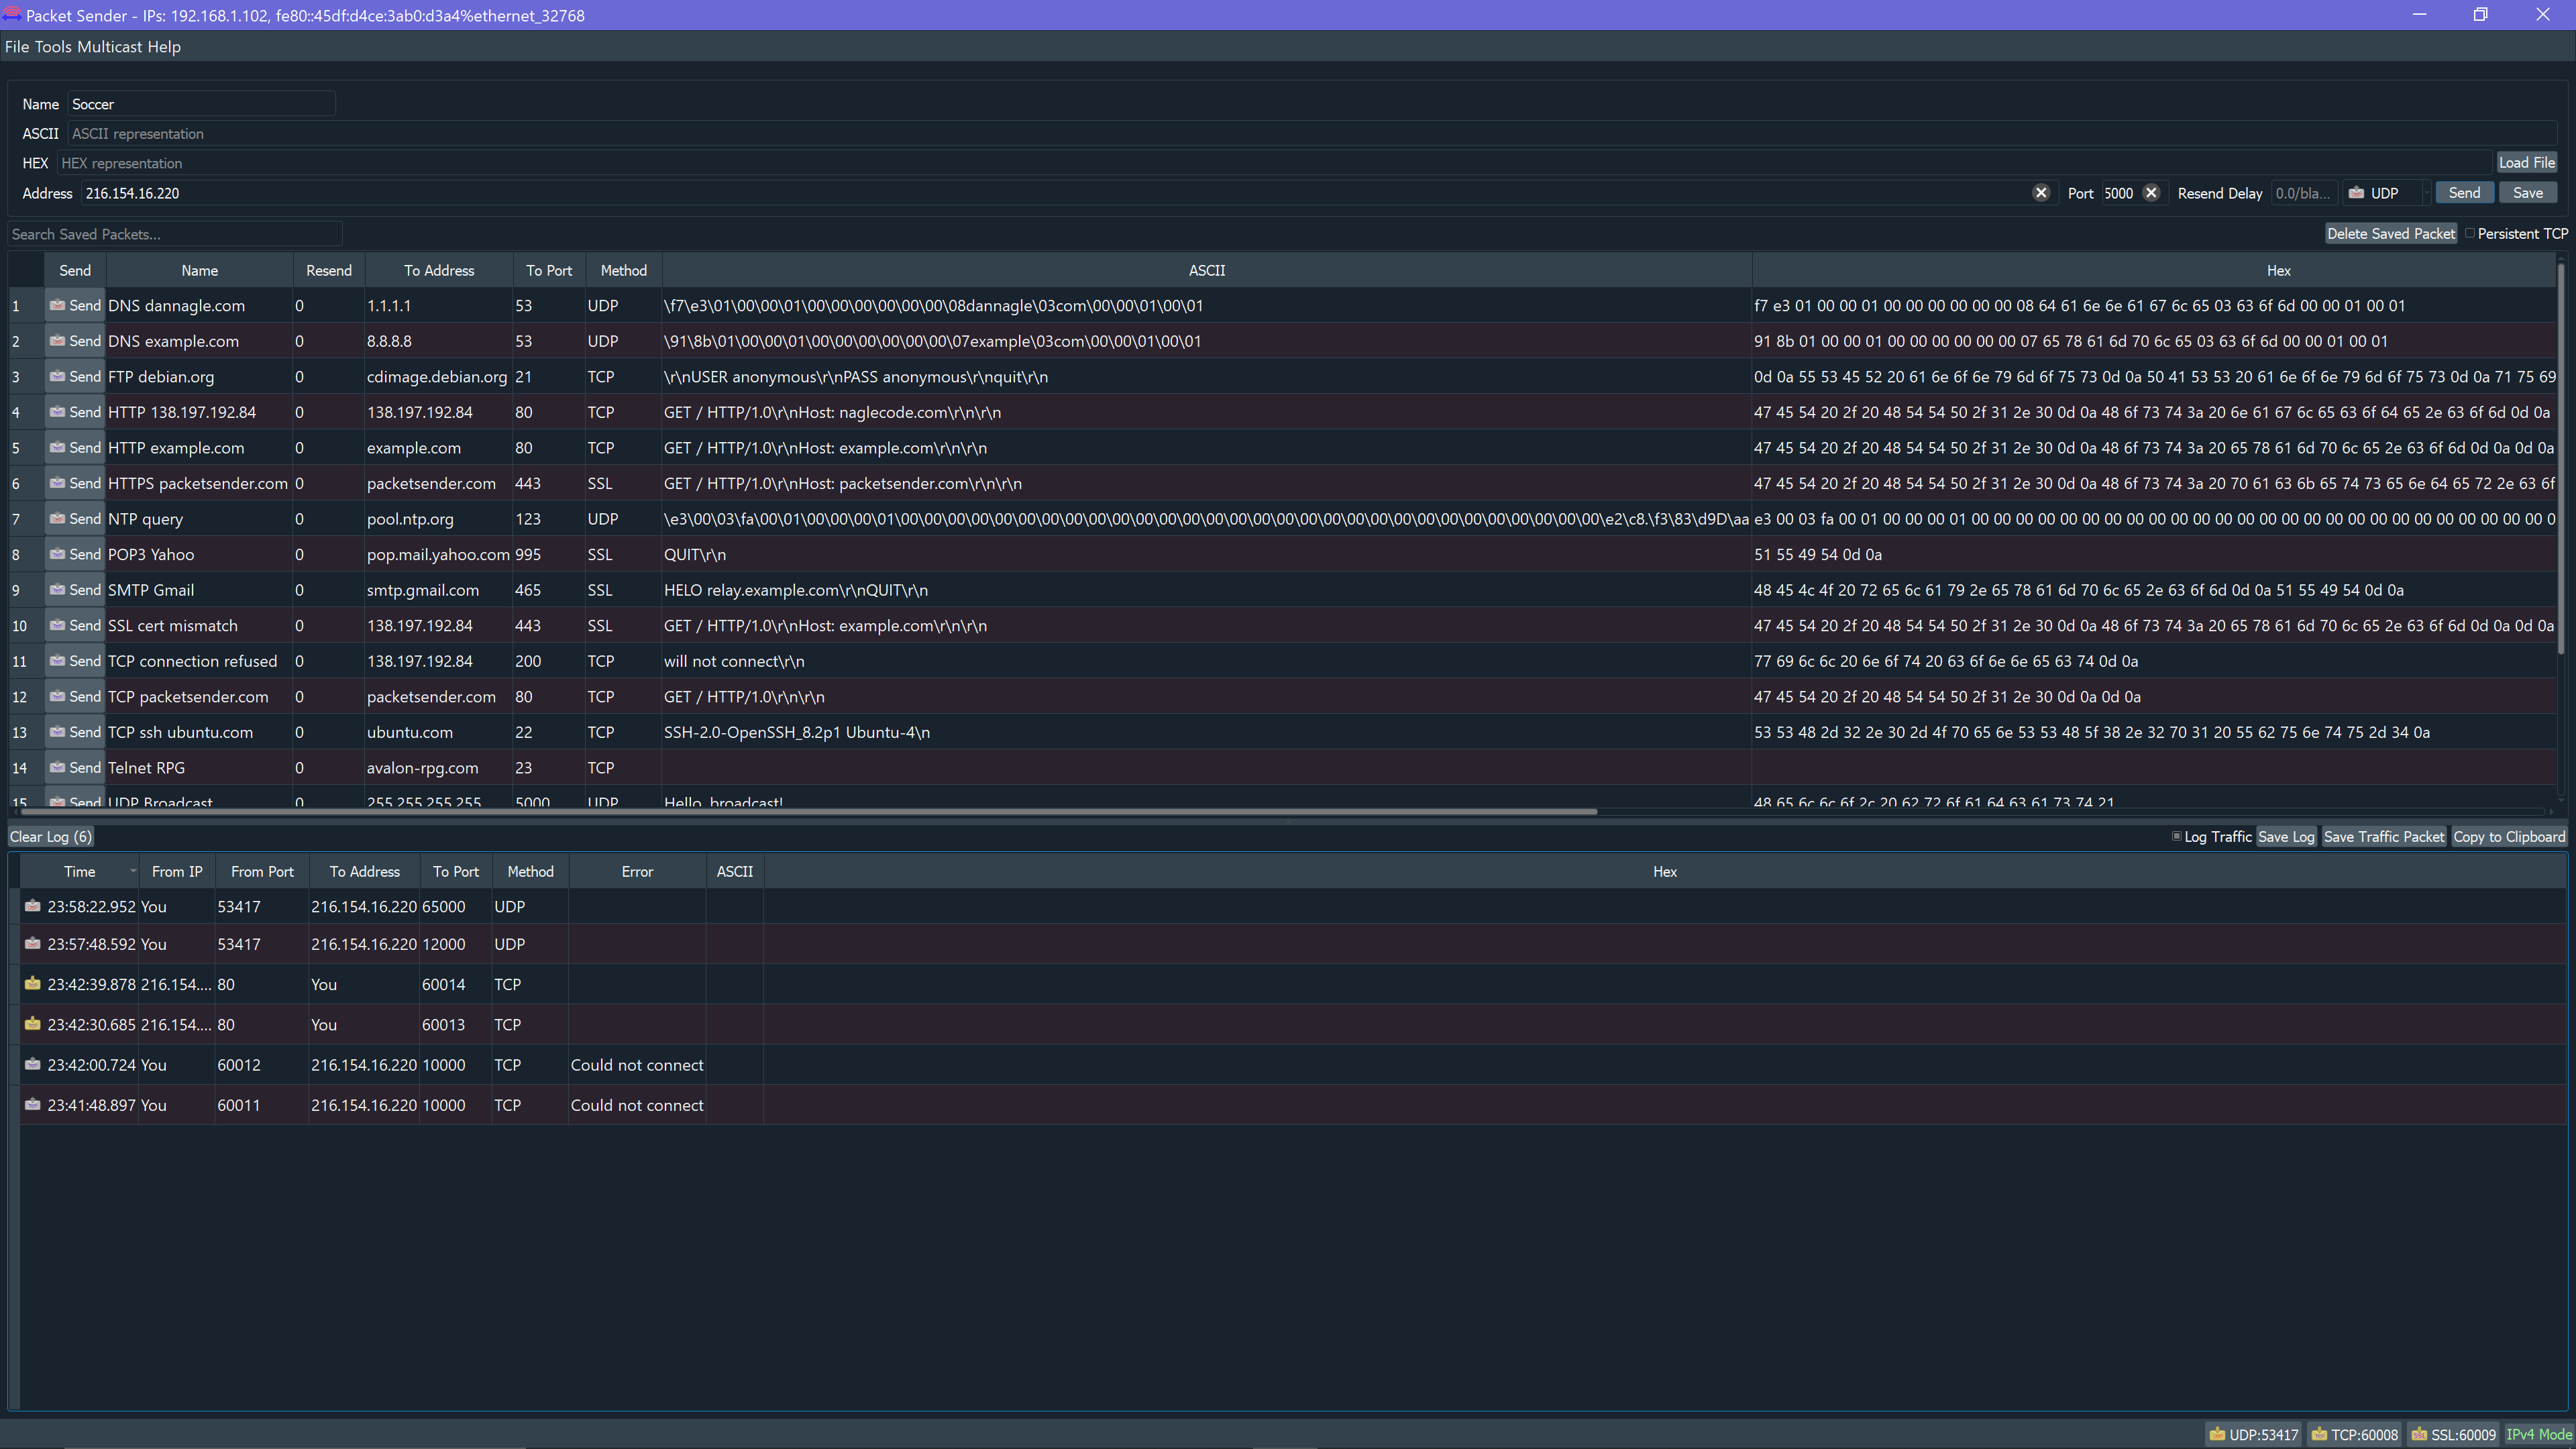 Packet Sender - IPs: 192.168.1.102, fe80::45df:d4ce:3ab0:d3a4%ethernet_32768
File Tools Multicast Help
Name Soccer
ASCII ASCII representation
HEX HEX representation Load File
Address 216.154.16.220 Port 5000 Resend Delay 0.0/bla... UDP Send Save
Search Saved Packets... Delete Saved Packet Persistent TCP
Send Name Resend To Address To Port Method ASCII Hex
1 Send DNS dannagle.com 0 1.1.1.1 53 UDP \f7\e3\01\00\00\01\00\00\00\00\00\00\08dannagle\03com\00\00\01\00\01 f7 e3 01 00 00 01 00 00 00 00 00 00 08 64 61 6e 6e 61 67 6c 65 03 63 6f 6d 00 00 01 00 01
2 Send DNS example.com 0 8.8.8.8 53 UDP \91\8b\01\00\00\01\00\00\00\00\00\00\07example\03com\00\00\01\00\01 91 8b 01 00 00 01 00 00 00 00 00 00 07 65 78 61 6d 70 6c 65 03 63 6f 6d 00 00 01 00 01
3 Send FTP debian.org 0 cdimage.debian.org 21 TCP \r\nUSER anonymous\r\nPASS anonymous\r\nquit\r\n 0d 0a 55 53 45 52 20 61 6e 6f 6e 79 6d 6f 75 73 0d 0a 50 41 53 53 20 61 6e 6f 6e 79 6d 6f 75 73 0d 0a 71 75 69
4 Send HTTP 138.197.192.84 0 138.197.192.84 80 TCP GET / HTTP/1.0\r\nHost: naglecode.com\r\n\r\n 47 45 54 20 2f 20 48 54 54 50 2f 31 2e 30 0d 0a 48 6f 73 74 3a 20 6e 61 67 6c 65 63 6f 64 65 2e 63 6f 6d 0d 0a
5 Send HTTP example.com 0 example.com 80 TCP GET / HTTP/1.0\r\nHost: example.com\r\n\r\n 47 45 54 20 2f 20 48 54 54 50 2f 31 2e 30 0d 0a 48 6f 73 74 3a 20 65 78 61 6d 70 6c 65 2e 63 6f 6d 0d 0a 0d 0a
6 Send HTTPS packetsender.com 0 packetsender.com 443 SSL GET / HTTP/1.0\r\nHost: packetsender.com\r\n\r\n 47 45 54 20 2f 20 48 54 54 50 2f 31 2e 30 0d 0a 48 6f 73 74 3a 20 70 61 63 6b 65 74 73 65 6e 64 65 72 2e 63 6f
7 Send NTP query 0 pool.ntp.org 123 UDP \e3\00\03\fa\00\01\00\00\00\01\00\00\00\00\00\00\00\00\00\00\00\00\00\00\00\00\00\00\00\00\00\00\00\00\00\00\00\00\00\00\e2\c8.\f3\83\d9D\aa e3 00 03 fa 00 01 00 00 00 01 00 00 00 00 00 00 00 00 00 00 00 00 00 00 00 00 00 00 00 00 00 00 00 00 00 00 0
8 Send POP3 Yahoo 0 pop.mail.yahoo.com 995 SSL QUIT\r\n 51 55 49 54 0d 0a
9 Send SMTP Gmail 0 smtp.gmail.com 465 SSL HELO relay.example.com\r\nQUIT\r\n 48 45 4c 4f 20 72 65 6c 61 79 2e 65 78 61 6d 70 6c 65 2e 63 6f 6d 0d 0a 51 55 49 54 0d 0a
10 Send SSL cert mismatch 0 138.197.192.84 443 SSL GET / HTTP/1.0\r\nHost: example.com\r\n\r\n 47 45 54 20 2f 20 48 54 54 50 2f 31 2e 30 0d 0a 48 6f 73 74 3a 20 65 78 61 6d 70 6c 65 2e 63 6f 6d 0d 0a 0d 0a
11 Send TCP connection refused 0 138.197.192.84 200 TCP will not connect\r\n 77 69 6c 6c 20 6e 6f 74 20 63 6f 6e 6e 65 63 74 0d 0a
12 Send TCP packetsender.com 0 packetsender.com 80 TCP GET / HTTP/1.0\r\n\r\n 47 45 54 20 2f 20 48 54 54 50 2f 31 2e 30 0d 0a 0d 0a
13 Send TCP ssh ubuntu.com 0 ubuntu.com 22 TCP SSH-2.0-OpenSSH_8.2p1 Ubuntu-4\n 53 53 48 2d 32 2e 30 2d 4f 70 65 6e 53 53 48 5f 38 2e 32 70 31 20 55 62 75 6e 74 75 2d 34 0a
14 Send Telnet RPG 0 avalon-rpg.com 23 TCP
15 Send UDP Broadcast 0 255.255.255.255 5000 UDP Hello, broadcast! 48 65 6c 6c 6f 2c 20 62 72 6f 61 64 63 61 73 74 21
Clear Log (6) Log Traffic Save Log Save Traffic Packet Copy to Clipboard
Time From IP From Port To Address To Port Method Error ASCII Hex
23:58:22.952 You 53417 216.154.16.220 65000 UDP
23:57:48.592 You 53417 216.154.16.220 12000 UDP
23:42:39.878 216.154.... 80 You 60014 TCP
23:42:30.685 216.154.... 80 You 60013 TCP
23:42:00.724 You 60012 216.154.16.220 10000 TCP Could not connect
23:41:48.897 You 60011 216.154.16.220 10000 TCP Could not connect
UDP:53417 TCP:60008 SSL:60009 IPv4 Mode